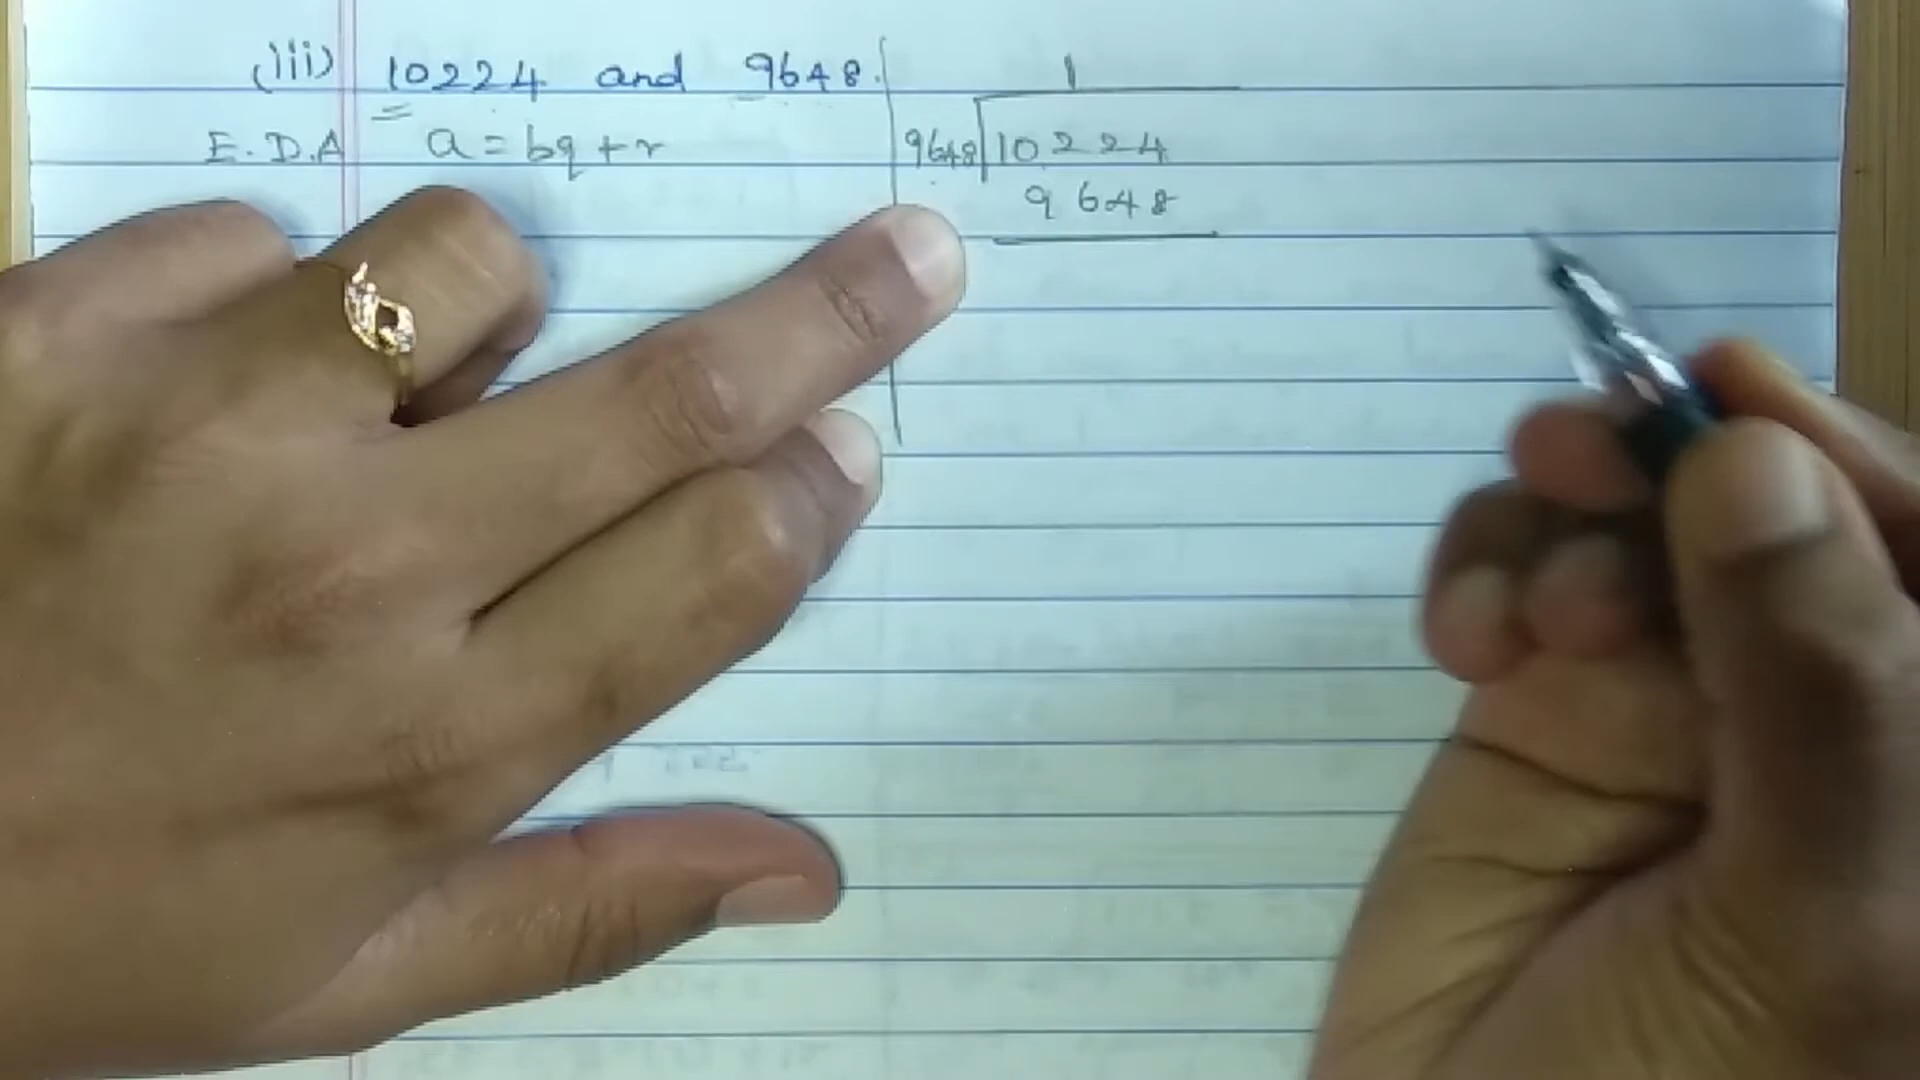 (iii) 10224 and 9648.
E.D.A a = bq + r
1
9648 10224
9648